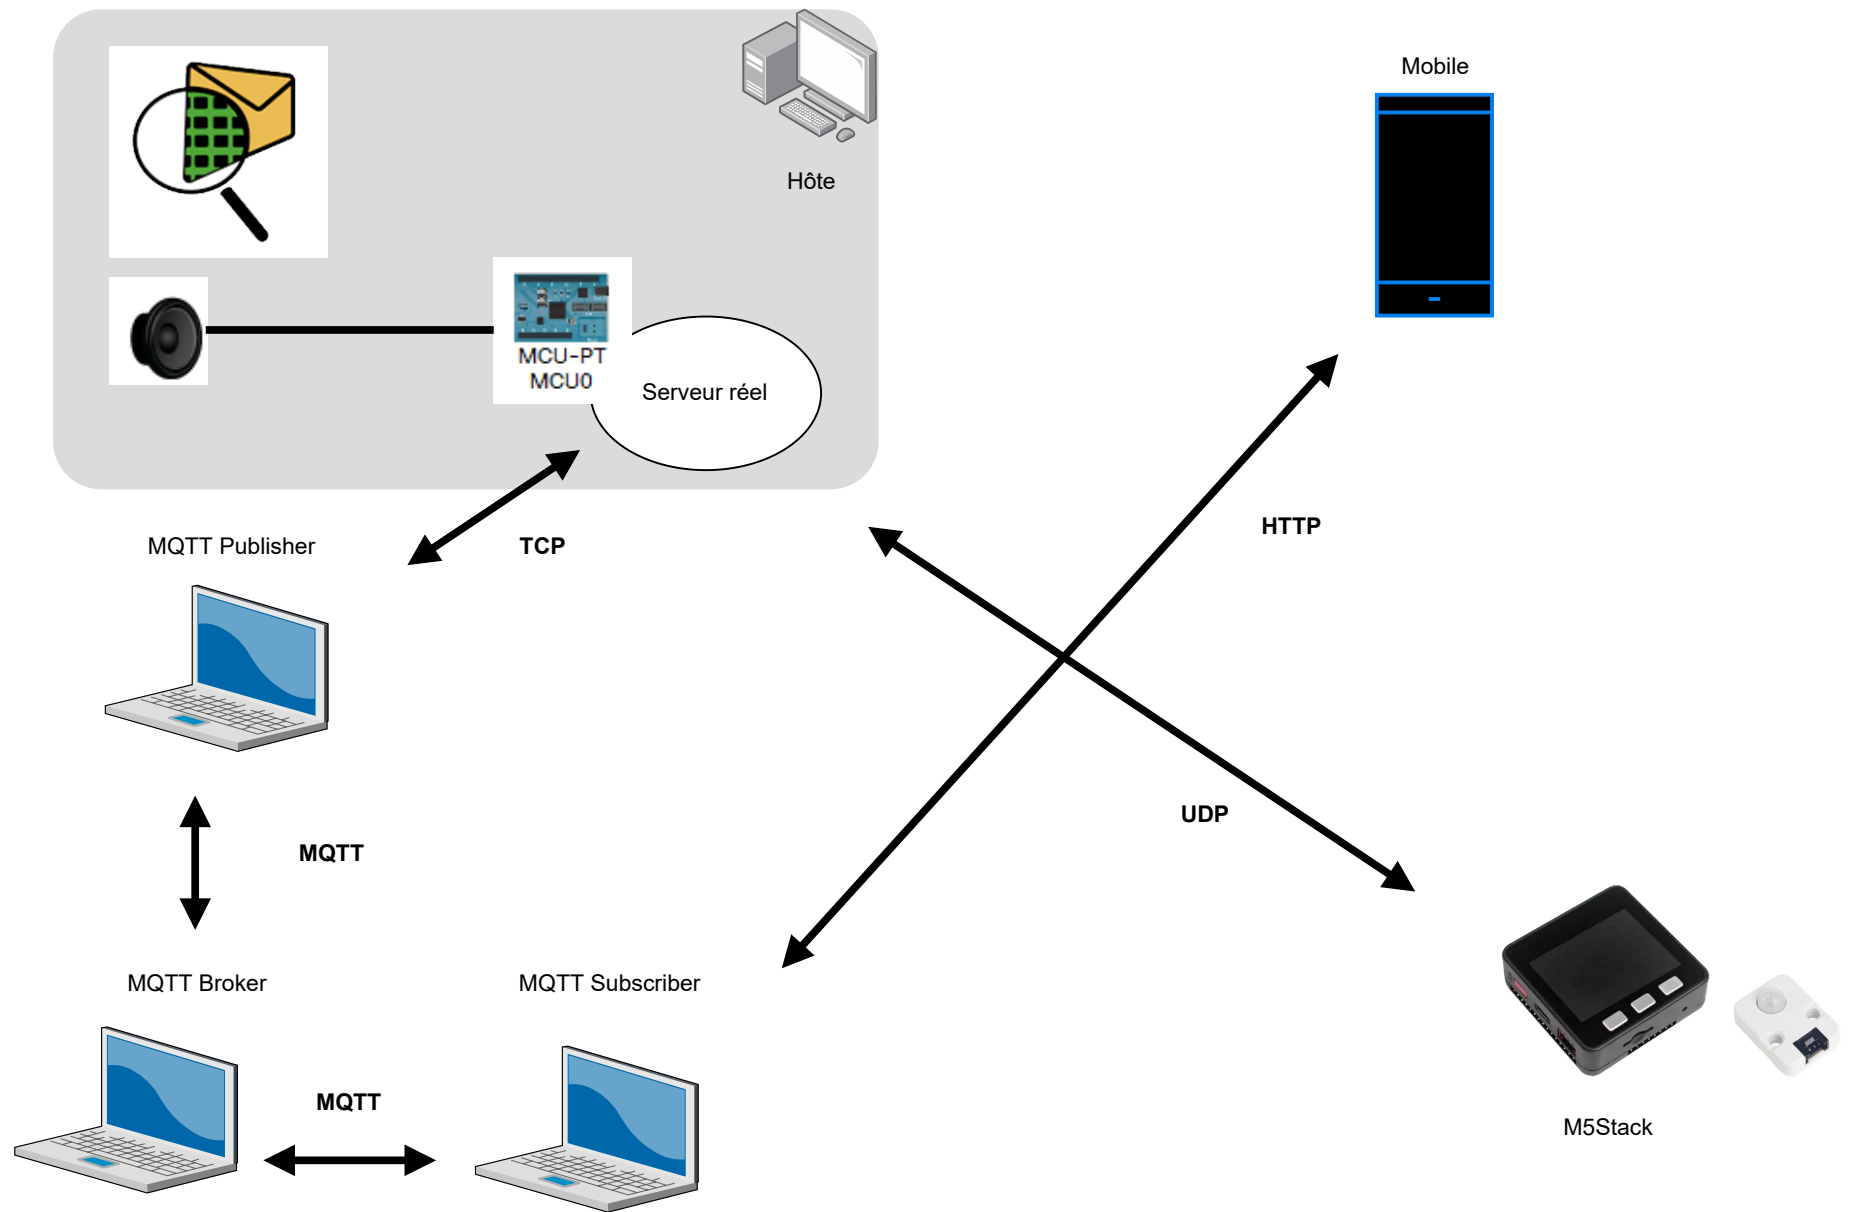 Mobile
Hôte
MCU-PT
MCU0
Serveur réel
HTTP
MQTT Publisher
TCP
UDP
MQTT
MQTT Broker
MQTT Subscriber
MQTT
M5Stack